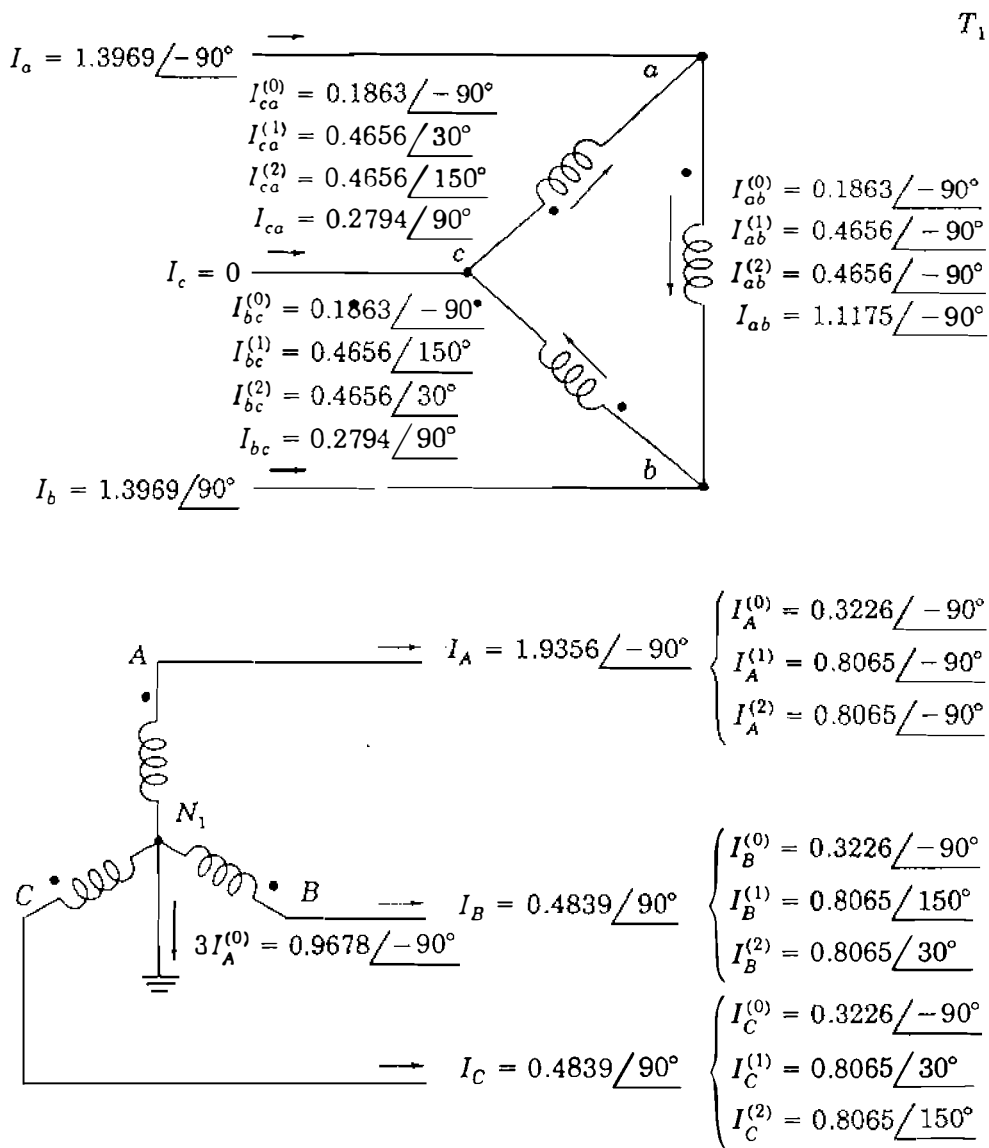 T₁
I_a = 1.3969 /−90°
a
I_ca^(0) = 0.1863 /−90°
I_ca^(1) = 0.4656 /30°
I_ca^(2) = 0.4656 /150°
I_ca = 0.2794 /90°
I_ab^(0) = 0.1863 /−90°
I_ab^(1) = 0.4656 /−90°
I_ab^(2) = 0.4656 /−90°
I_ab = 1.1175 /−90°
c
I_c = 0
I_bc^(0) = 0.1863 /−90°
I_bc^(1) = 0.4656 /150°
I_bc^(2) = 0.4656 /30°
I_bc = 0.2794 /90°
b
I_b = 1.3969 /90°
A
I_A = 1.9356 /−90°
I_A^(0) = 0.3226 /−90°
I_A^(1) = 0.8065 /−90°
I_A^(2) = 0.8065 /−90°
N₁
C
B
I_B = 0.4839 /90°
I_B^(0) = 0.3226 /−90°
I_B^(1) = 0.8065 /150°
I_B^(2) = 0.8065 /30°
3I_A^(0) = 0.9678 /−90°
I_C = 0.4839 /90°
I_C^(0) = 0.3226 /−90°
I_C^(1) = 0.8065 /30°
I_C^(2) = 0.8065 /150°